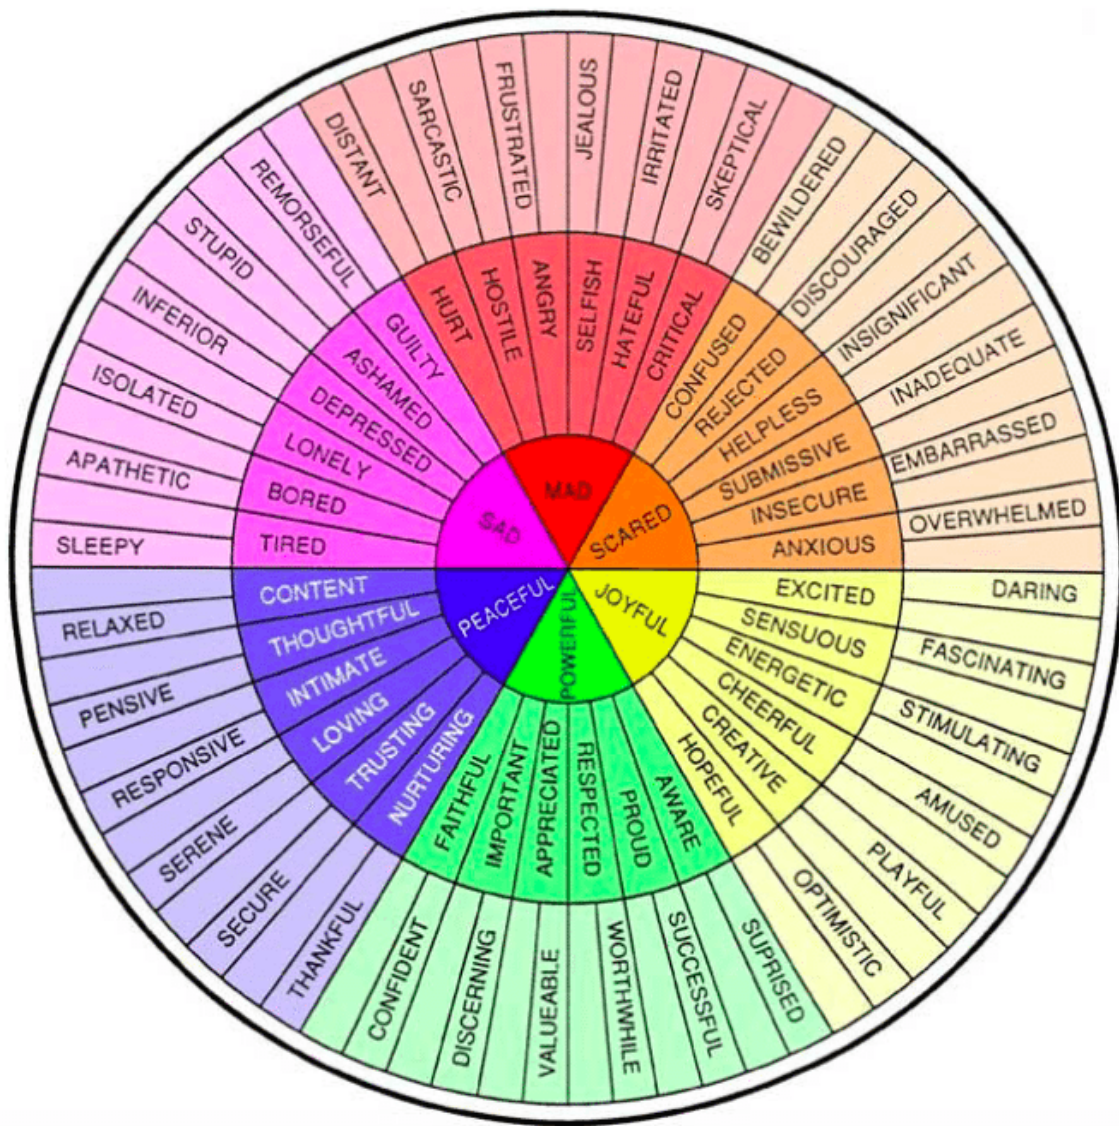 MAD
SCARED
JOYFUL
POWERFUL
PEACEFUL
SAD
HURT
HOSTILE
ANGRY
SELFISH
HATEFUL
CRITICAL
CONFUSED
REJECTED
HELPLESS
SUBMISSIVE
INSECURE
ANXIOUS
EXCITED
SENSUOUS
ENERGETIC
CHEERFUL
CREATIVE
HOPEFUL
AWARE
PROUD
RESPECTED
APPRECIATED
IMPORTANT
FAITHFUL
NURTURING
TRUSTING
LOVING
INTIMATE
THOUGHTFUL
CONTENT
TIRED
BORED
LONELY
DEPRESSED
ASHAMED
GUILTY
DISTANT
SARCASTIC
FRUSTRATED
JEALOUS
IRRITATED
SKEPTICAL
BEWILDERED
DISCOURAGED
INSIGNIFICANT
INADEQUATE
EMBARRASSED
OVERWHELMED
DARING
FASCINATING
STIMULATING
AMUSED
PLAYFUL
OPTIMISTIC
SUPRISED
SUCCESSFUL
WORTHWHILE
VALUEABLE
DISCERNING
CONFIDENT
THANKFUL
SECURE
SERENE
RESPONSIVE
PENSIVE
RELAXED
SLEEPY
APATHETIC
ISOLATED
INFERIOR
STUPID
REMORSEFUL